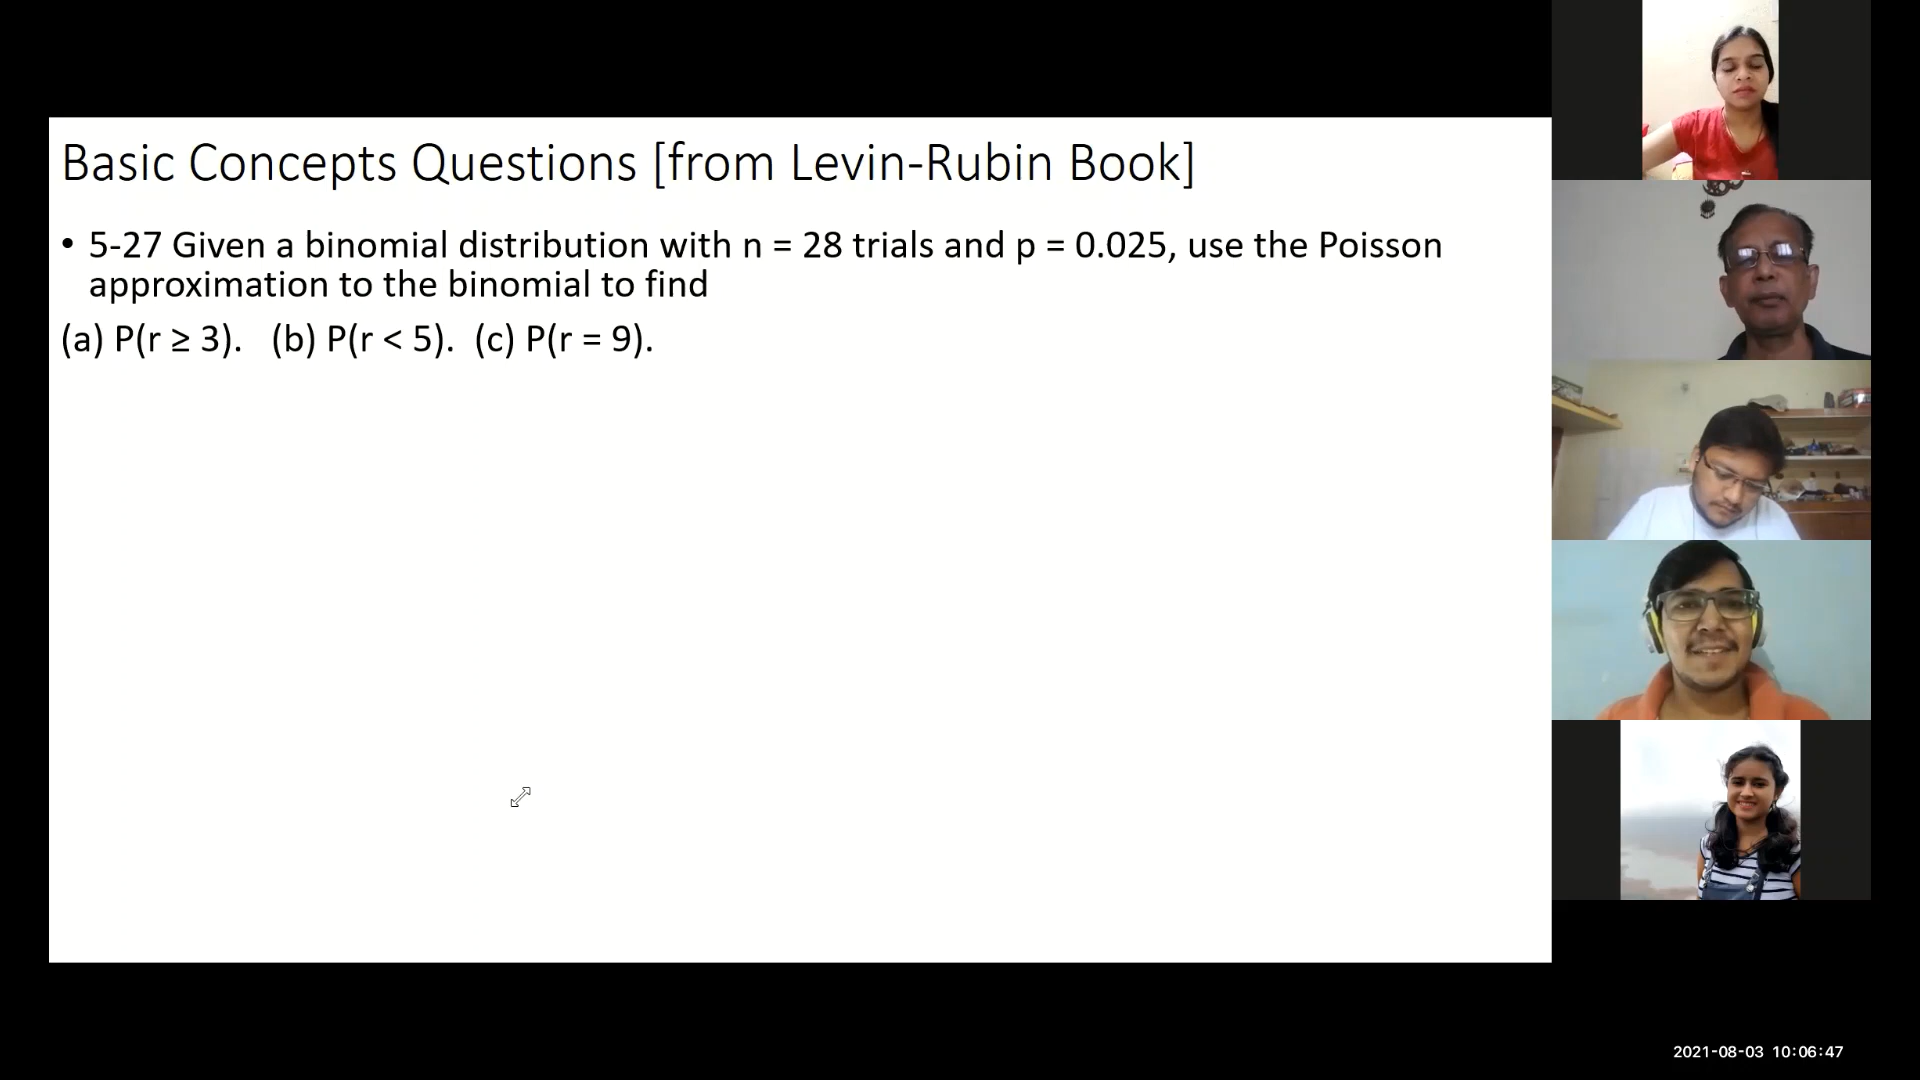 Basic Concepts Questions [from Levin-Rubin Book]
• 5-27 Given a binomial distribution with n = 28 trials and p = 0.025, use the Poisson
approximation to the binomial to find
(a) P(r ≥ 3). (b) P(r < 5). (c) P(r = 9).
2021-08-03 10:06:47